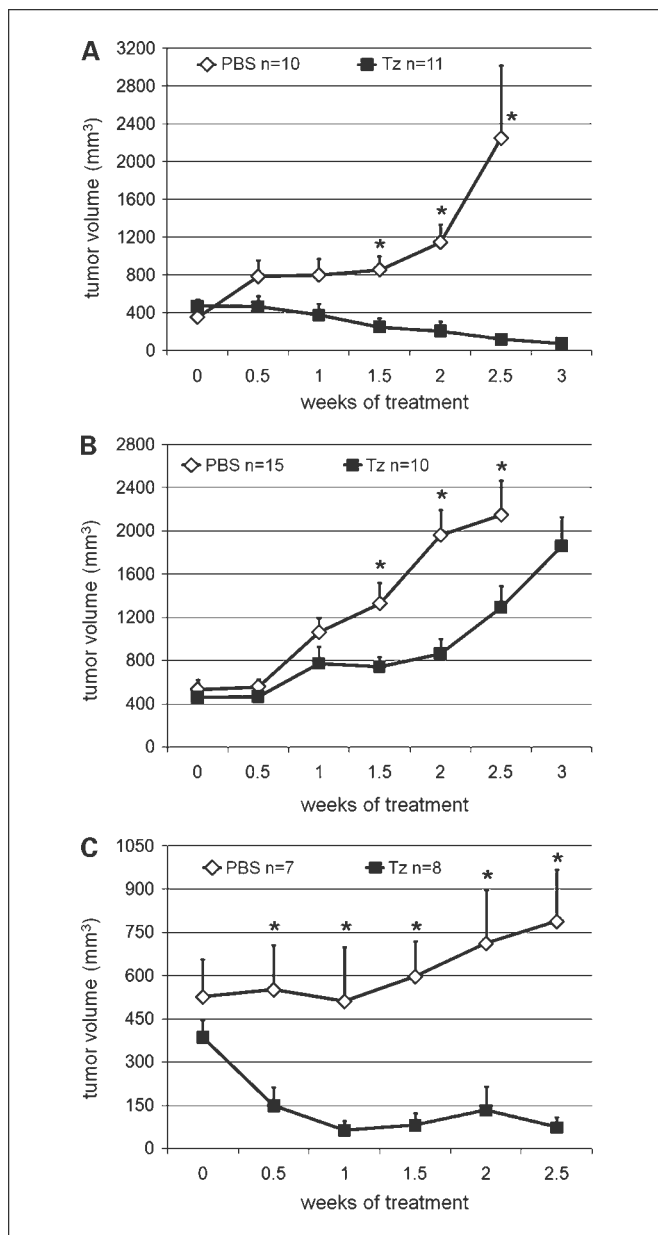 A
3200
2800
2400
2000
1600
1200
800
400
0
tumor volume (mm³)
PBS n=10 Tz n=11
*
*
*
0 0.5 1 1.5 2 2.5 3
weeks of treatment
B
2800
2400
2000
1600
1200
800
400
0
tumor volume (mm³)
PBS n=15 Tz n=10
*
*
*
0 0.5 1 1.5 2 2.5 3
weeks of treatment
C
1050
900
750
600
450
300
150
0
tumor volume (mm³)
PBS n=7 Tz n=8
* * * * *
0 0.5 1 1.5 2 2.5
weeks of treatment